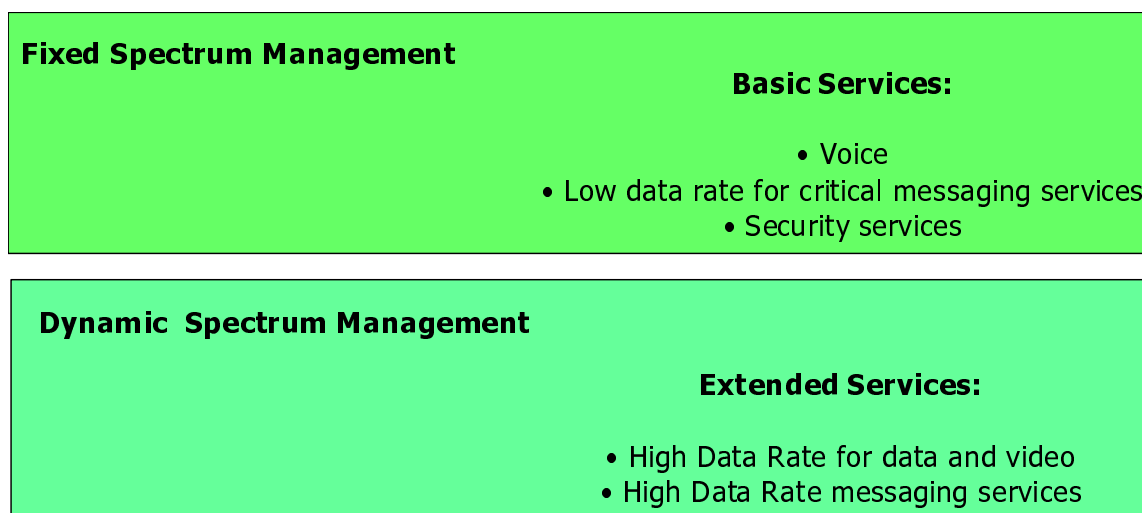 Fixed Spectrum Management
Basic Services:
• Voice
• Low data rate for critical messaging services
• Security services
Dynamic Spectrum Management
Extended Services:
• High Data Rate for data and video
• High Data Rate messaging services